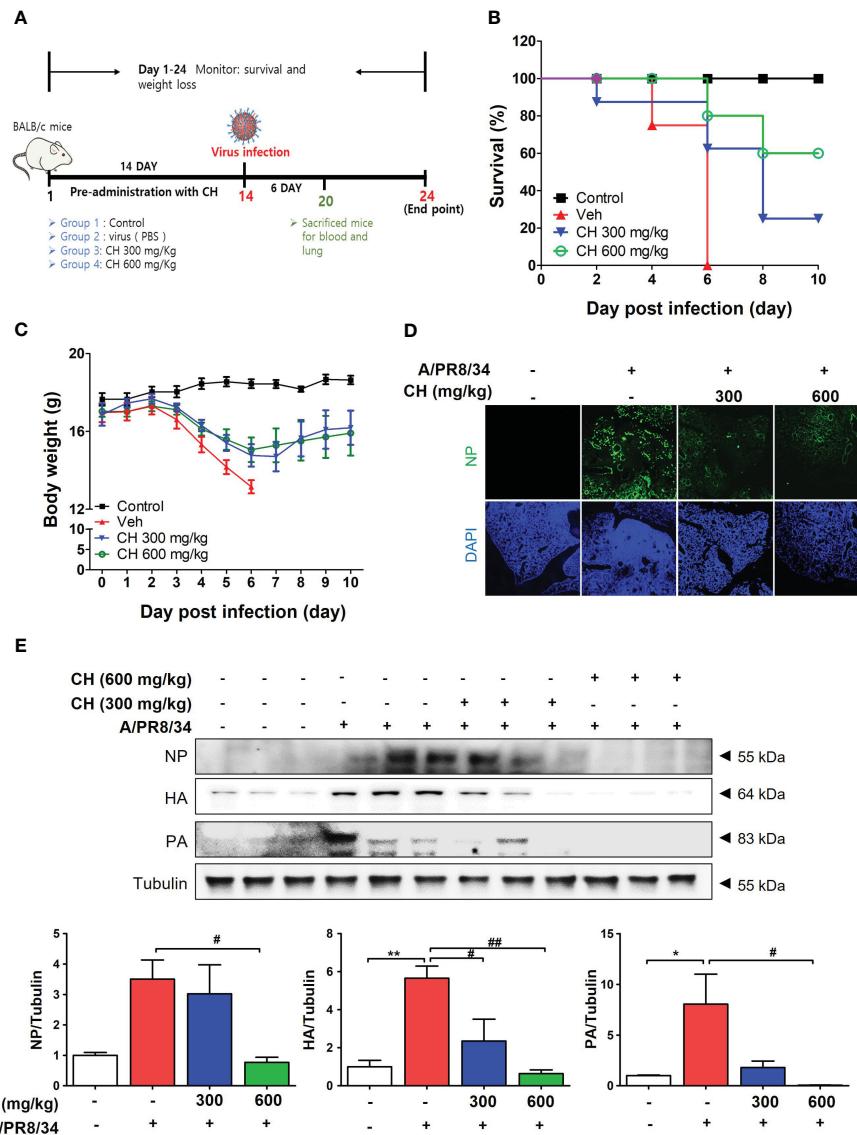 A
Day 1-24 Monitor: survival and
weight loss
BALB/c mice
Virus infection
14 DAY
6 DAY
1
Pre-administration with CH
14
20
24
(End point)
Group 1 : Control
Group 2 : virus ( PBS )
Group 3: CH 300 mg/Kg
Group 4: CH 600 mg/Kg
Sacrificed mice
for blood and
lung
B
Survival (%)
120
100
80
60
40
20
0
Control
Veh
CH 300 mg/kg
CH 600 mg/kg
0 2 4 6 8 10
Day post infection (day)
C
Body weight (g)
20
16
12
10
5
0
Control
Veh
CH 300 mg/kg
CH 600 mg/kg
0 1 2 3 4 5 6 7 8 9 10
Day post infection (day)
D
A/PR8/34 - + + +
CH (mg/kg) - - 300 600
NP
DAPI
E
CH (600 mg/kg) - - - - - - - - - + + +
CH (300 mg/kg) - - - - - - + + + - - -
A/PR8/34 - - - + + + + + + + + +
NP 55 kDa
HA 64 kDa
PA 83 kDa
Tubulin 55 kDa
NP/Tubulin
5
4
3
2
1
0
#
HA/Tubulin
8
6
4
2
0
**
#
##
PA/Tubulin
15
10
5
0
*
#
(mg/kg) - - 300 600 - - 300 600 - - 300 600
/PR8/34 - + + + - + + + - + + +